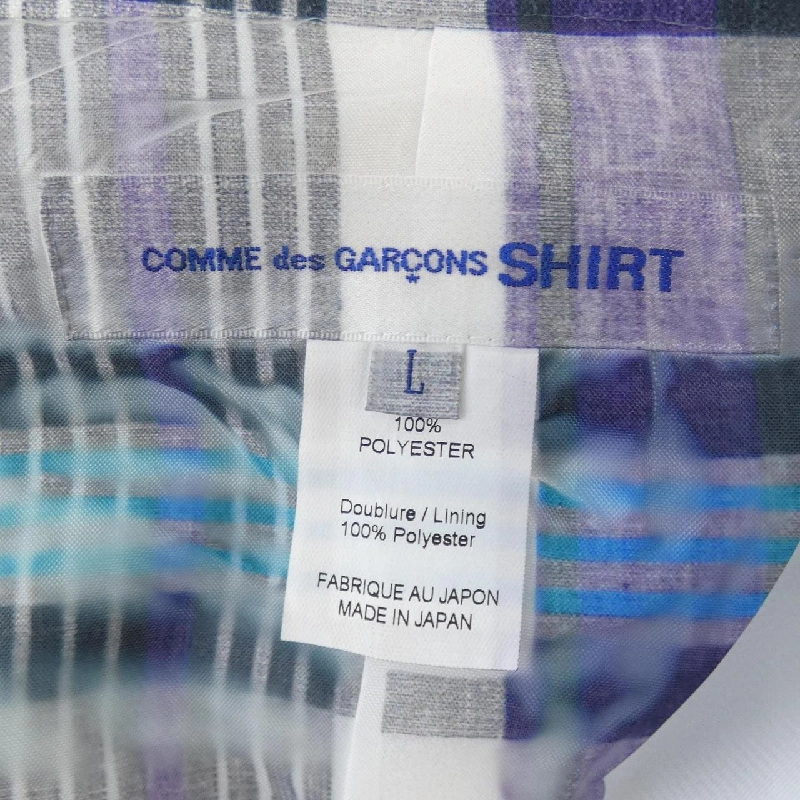 COMME des GARÇONS SHIRT
L
100%
POLYESTER
Doublure / Lining
100% Polyester
FABRIQUE AU JAPON
MADE IN JAPAN